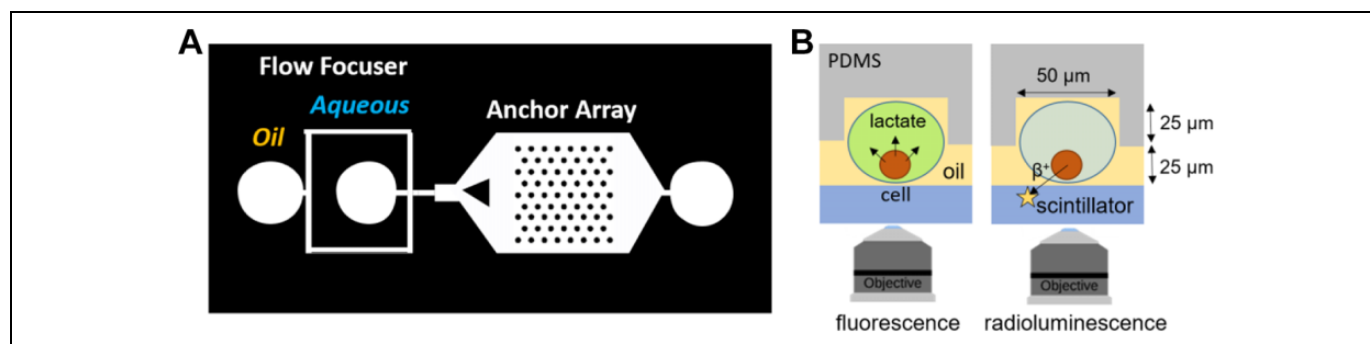 A
Flow Focuser
Aqueous
Oil
Anchor Array
B
PDMS
lactate
oil
cell
Objective
fluorescence
50 µm
25 µm
25 µm
β⁺
scintillator
Objective
radioluminescence